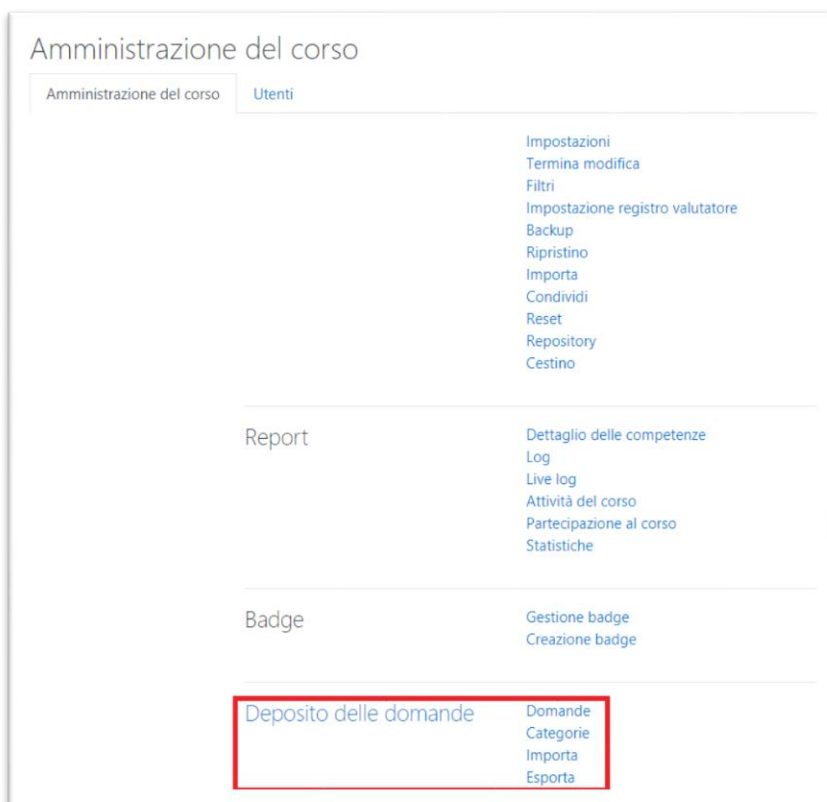 Amministrazione del corso
Amministrazione del corso
Utenti
Impostazioni
Termina modifica
Filtri
Impostazione registro valutatore
Backup
Ripristino
Importa
Condividi
Reset
Repository
Cestino
Report
Dettaglio delle competenze
Log
Live log
Attività del corso
Partecipazione al corso
Statistiche
Badge
Gestione badge
Creazione badge
Deposito delle domande
Domande
Categorie
Importa
Esporta